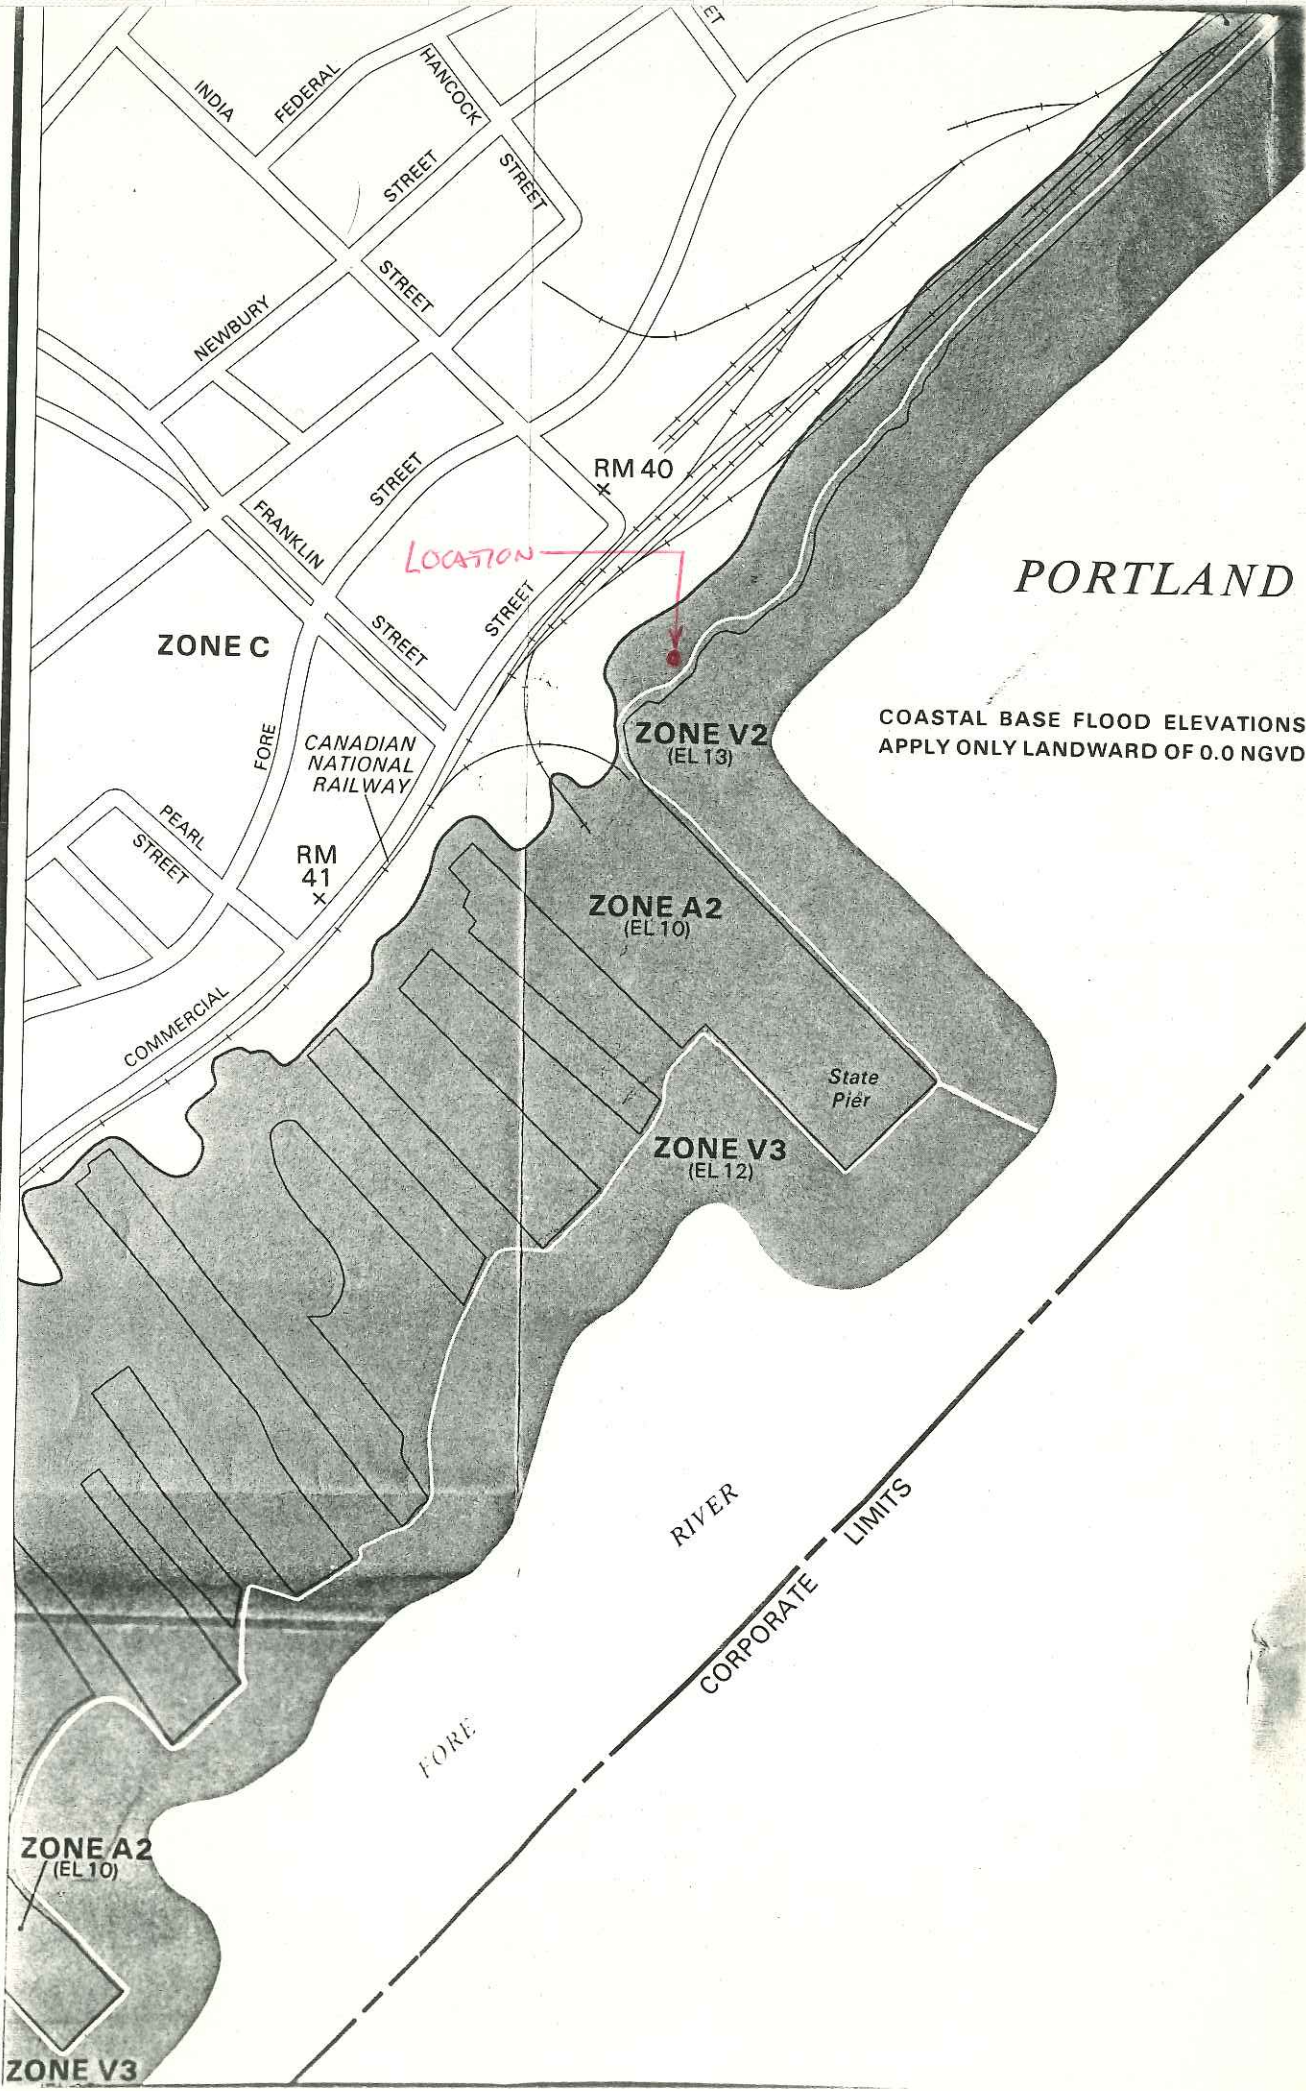 ET
HANCOCK
STREET
INDIA
STREET
FEDERAL
STREET
NEWBURY
RM 40
STREET
FRANKLIN
STREET
LOCATION
STREET
PORTLAND
ZONE C
ZONE V2
(EL 13)
COASTAL BASE FLOOD ELEVATIONS
APPLY ONLY LANDWARD OF 0.0 NGVD
FORE
CANADIAN
NATIONAL
RAILWAY
PEARL
STREET
RM
41
ZONE A2
(EL 10)
COMMERCIAL
State
Pier
ZONE V3
(EL 12)
RIVER
LIMITS
CORPORATE
FORE
ZONE A2
(EL 10)
ZONE V3